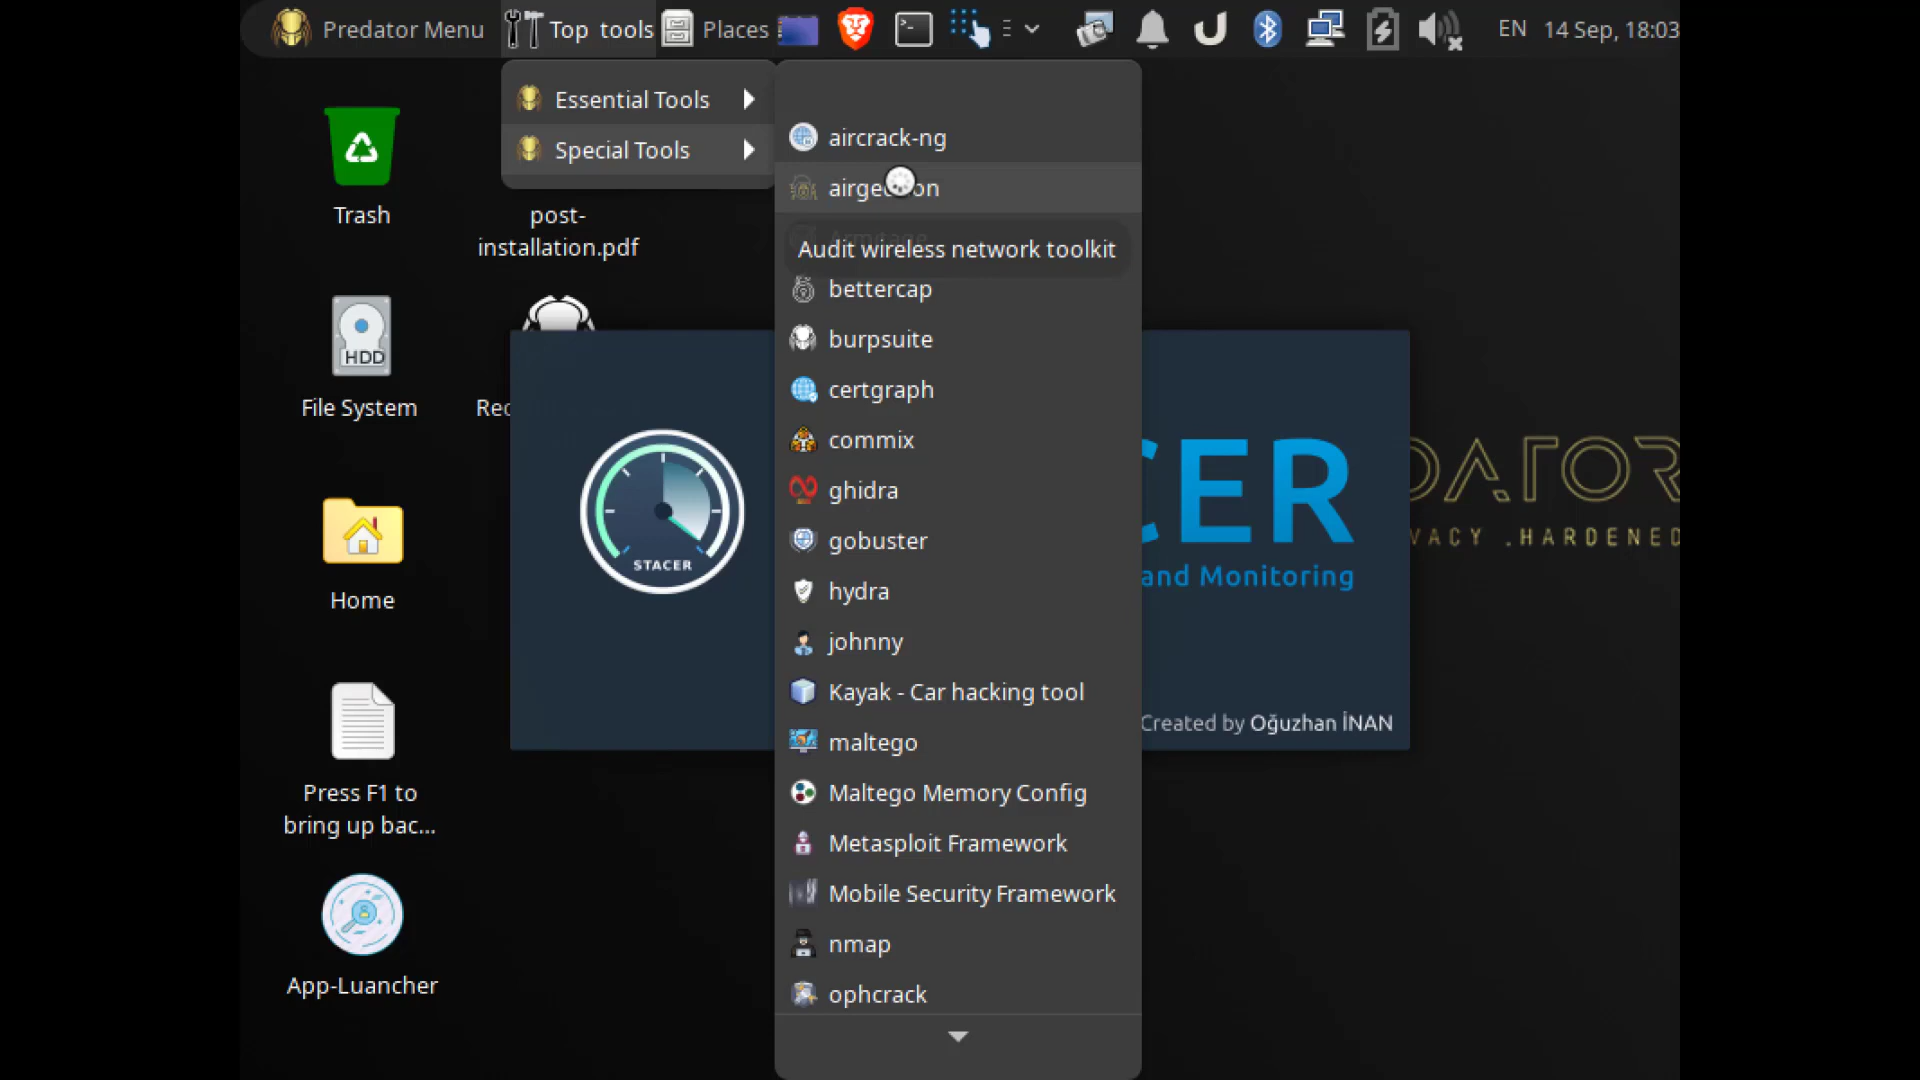 Predator Menu
Top tools
Places
EN
14 Sep, 18:03
Essential Tools
Special Tools
Trash
post-
installation.pdf
HDD
File System
Home
Press F1 to
bring up bac...
App-Luancher
aircrack-ng
Audit wireless network toolkit
bettercap
burpsuite
certgraph
commix
ghidra
gobuster
hydra
johnny
Kayak - Car hacking tool
maltego
Maltego Memory Config
Metasploit Framework
Mobile Security Framework
nmap
ophcrack
STACER
CER
and Monitoring
Created by Oğuzhan İNAN
DATOR
VACY .HARDENED